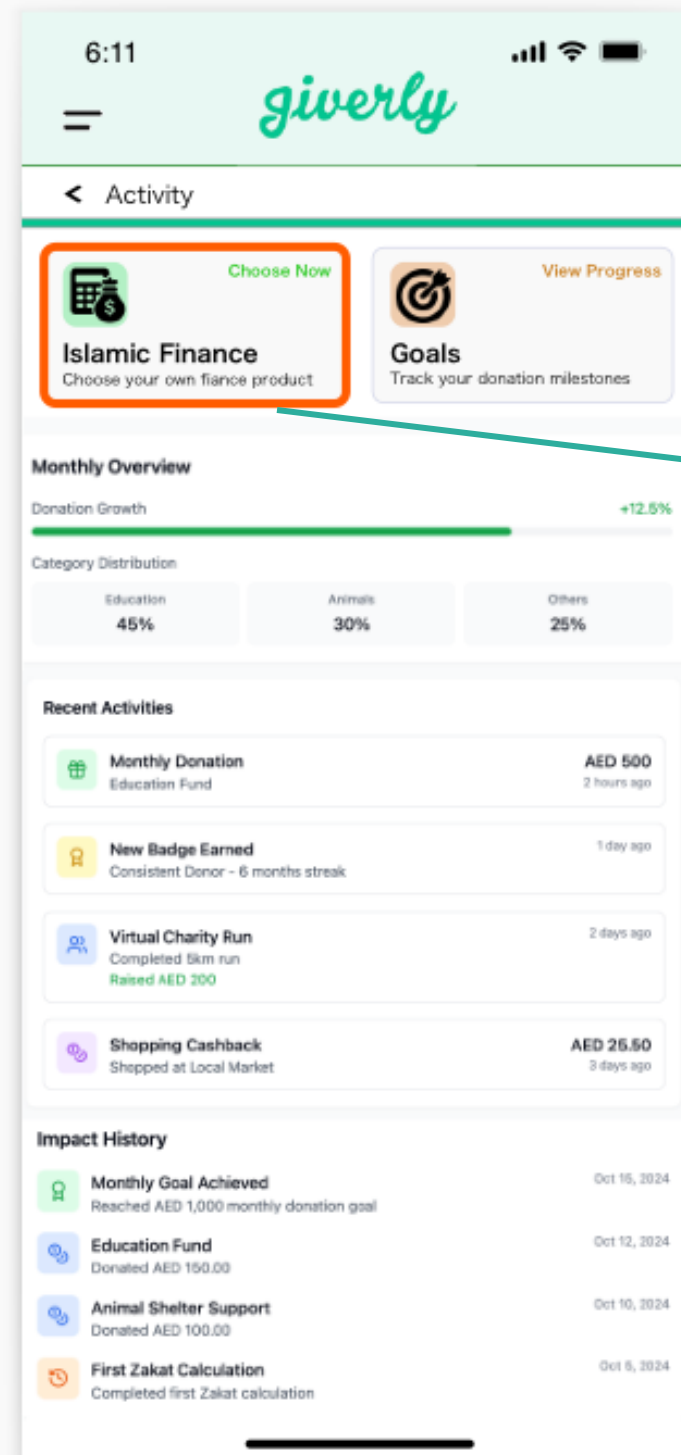 6:11
giverly
< Activity
Choose Now
Islamic Finance
Choose your own fiance product
View Progress
Goals
Track your donation milestones
Monthly Overview
Donation Growth +12.5%
Category Distribution
Education
45%
Animals
30%
Others
25%
Recent Activities
Monthly Donation AED 500
Education Fund 2 hours ago
New Badge Earned 1 day ago
Consistent Donor - 6 months streak
Virtual Charity Run 2 days ago
Completed 5km run
Raised AED 200
Shopping Cashback AED 25.50
Shopped at Local Market 3 days ago
Impact History
Monthly Goal Achieved Oct 15, 2024
Reached AED 1,000 monthly donation goal
Education Fund Oct 12, 2024
Donated AED 150.00
Animal Shelter Support Oct 10, 2024
Donated AED 100.00
First Zakat Calculation Oct 5, 2024
Completed first Zakat calculation